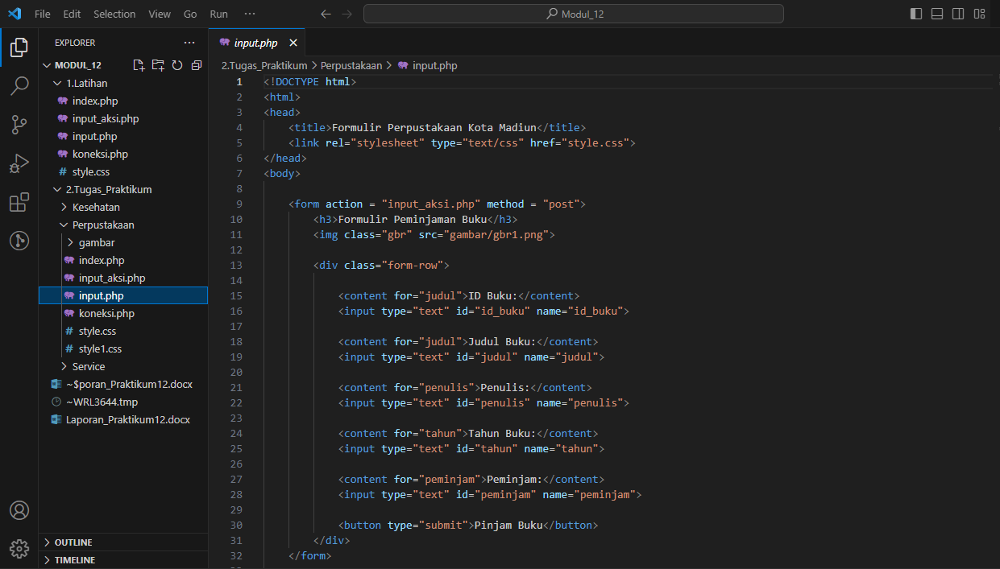 File Edit Selection View Go Run ···
Modul_12
EXPLORER ···
MODUL_12
1.Latihan
index.php
input_aksi.php
input.php
koneksi.php
# style.css
2.Tugas_Praktikum
Kesehatan
Perpustakaan
gambar
index.php
input_aksi.php
input.php
koneksi.php
# style.css
# style1.css
Service
~$poran_Praktikum12.docx
~WRL3644.tmp
Laporan_Praktikum12.docx
OUTLINE
TIMELINE
input.php
2.Tugas_Praktikum > Perpustakaan > input.php
1 <!DOCTYPE html>
2 <html>
3 <head>
4 <title>Formulir Perpustakaan Kota Madiun</title>
5 <link rel="stylesheet" type="text/css" href="style.css">
6 </head>
7 <body>
8
9 <form action = "input_aksi.php" method = "post">
10 <h3>Formulir Peminjaman Buku</h3>
11 <img class="gbr" src="gambar/gbr1.png">
12
13 <div class="form-row">
14
15 <content for="judul">ID Buku:</content>
16 <input type="text" id="id_buku" name="id_buku">
17
18 <content for="judul">Judul Buku:</content>
19 <input type="text" id="judul" name="judul">
20
21 <content for="penulis">Penulis:</content>
22 <input type="text" id="penulis" name="penulis">
23
24 <content for="tahun">Tahun Buku:</content>
25 <input type="text" id="tahun" name="tahun">
26
27 <content for="peminjam">Peminjam:</content>
28 <input type="text" id="peminjam" name="peminjam">
29
30 <button type="submit">Pinjam Buku</button>
31 </div>
32 </form>